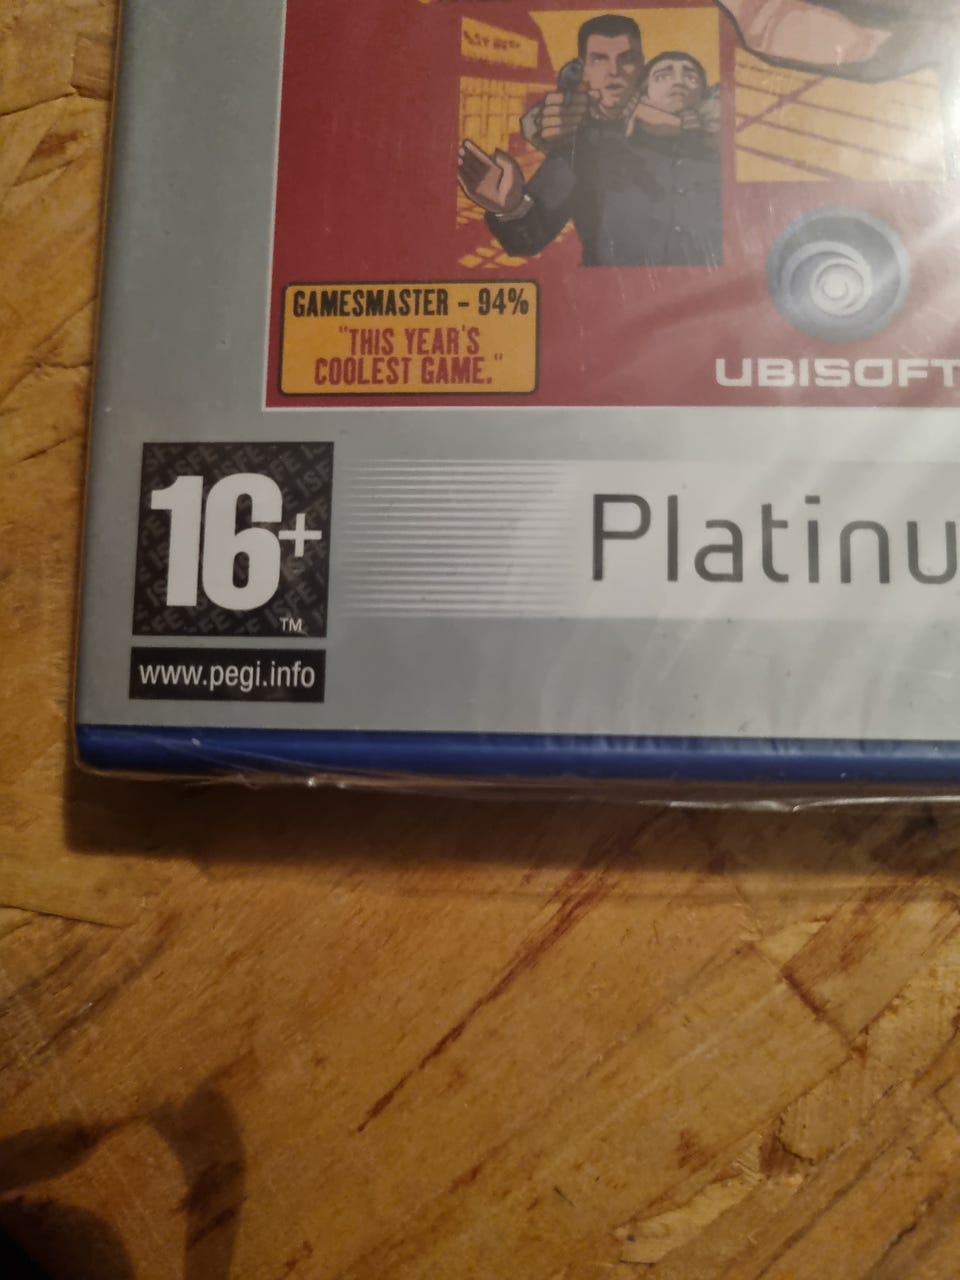 GAMESMASTER - 94%
"THIS YEAR'S
COOLEST GAME."
UBISOFT
16+
TM
Platinu
www.pegi.info